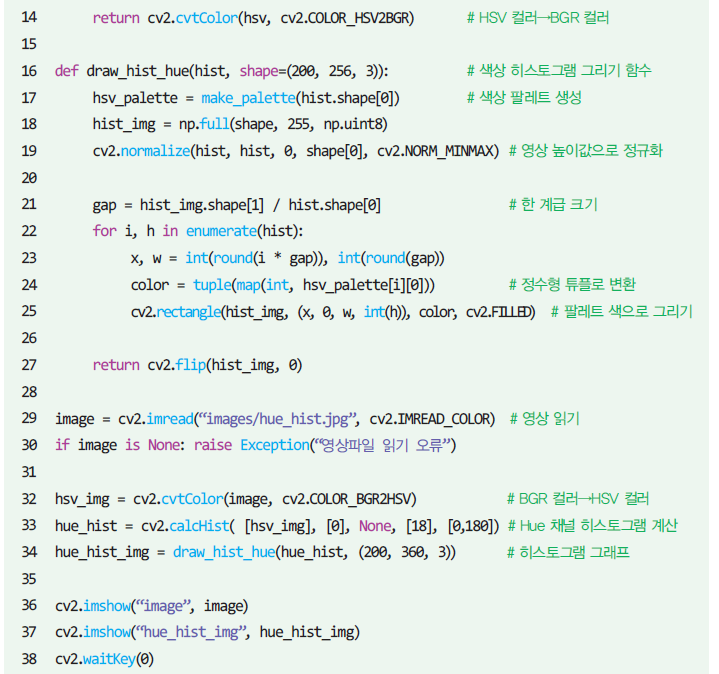 14 return cv2.cvtColor(hsv, cv2.COLOR_HSV2BGR) # HSV 컬러→BGR 컬러
15
16 def draw_hist_hue(hist, shape=(200, 256, 3)): # 색상 히스토그램 그리기 함수
17 hsv_palette = make_palette(hist.shape[0]) # 색상 팔레트 생성
18 hist_img = np.full(shape, 255, np.uint8)
19 cv2.normalize(hist, hist, 0, shape[0], cv2.NORM_MINMAX) # 영상 높이값으로 정규화
20
21 gap = hist_img.shape[1] / hist.shape[0] # 한 계급 크기
22 for i, h in enumerate(hist):
23 x, w = int(round(i * gap)), int(round(gap))
24 color = tuple(map(int, hsv_palette[i][0])) # 정수형 튜플로 변환
25 cv2.rectangle(hist_img, (x, 0, w, int(h)), color, cv2.FILLED) # 팔레트 색으로 그리기
26
27 return cv2.flip(hist_img, 0)
28
29 image = cv2.imread(“images/hue_hist.jpg”, cv2.IMREAD_COLOR) # 영상 읽기
30 if image is None: raise Exception(“영상파일 읽기 오류”)
31
32 hsv_img = cv2.cvtColor(image, cv2.COLOR_BGR2HSV) # BGR 컬러→HSV 컬러
33 hue_hist = cv2.calcHist( [hsv_img], [0], None, [18], [0,180]) # Hue 채널 히스토그램 계산
34 hue_hist_img = draw_hist_hue(hue_hist, (200, 360, 3)) # 히스토그램 그래프
35
36 cv2.imshow(“image”, image)
37 cv2.imshow(“hue_hist_img”, hue_hist_img)
38 cv2.waitKey(0)